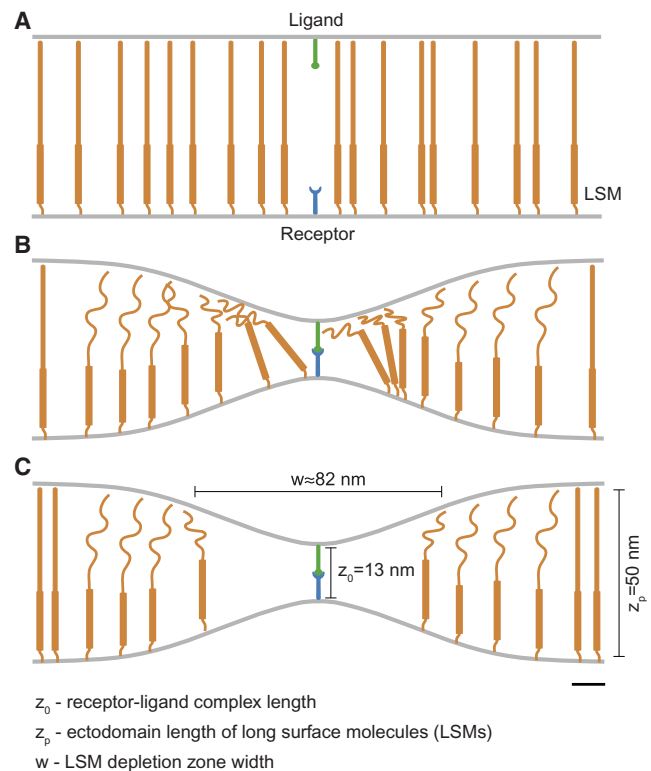 A
Ligand
LSM
Receptor
B
C
w≈82 nm
z₀=13 nm
zₚ=50 nm
z₀ - receptor-ligand complex length
zₚ - ectodomain length of long surface molecules (LSMs)
w - LSM depletion zone width